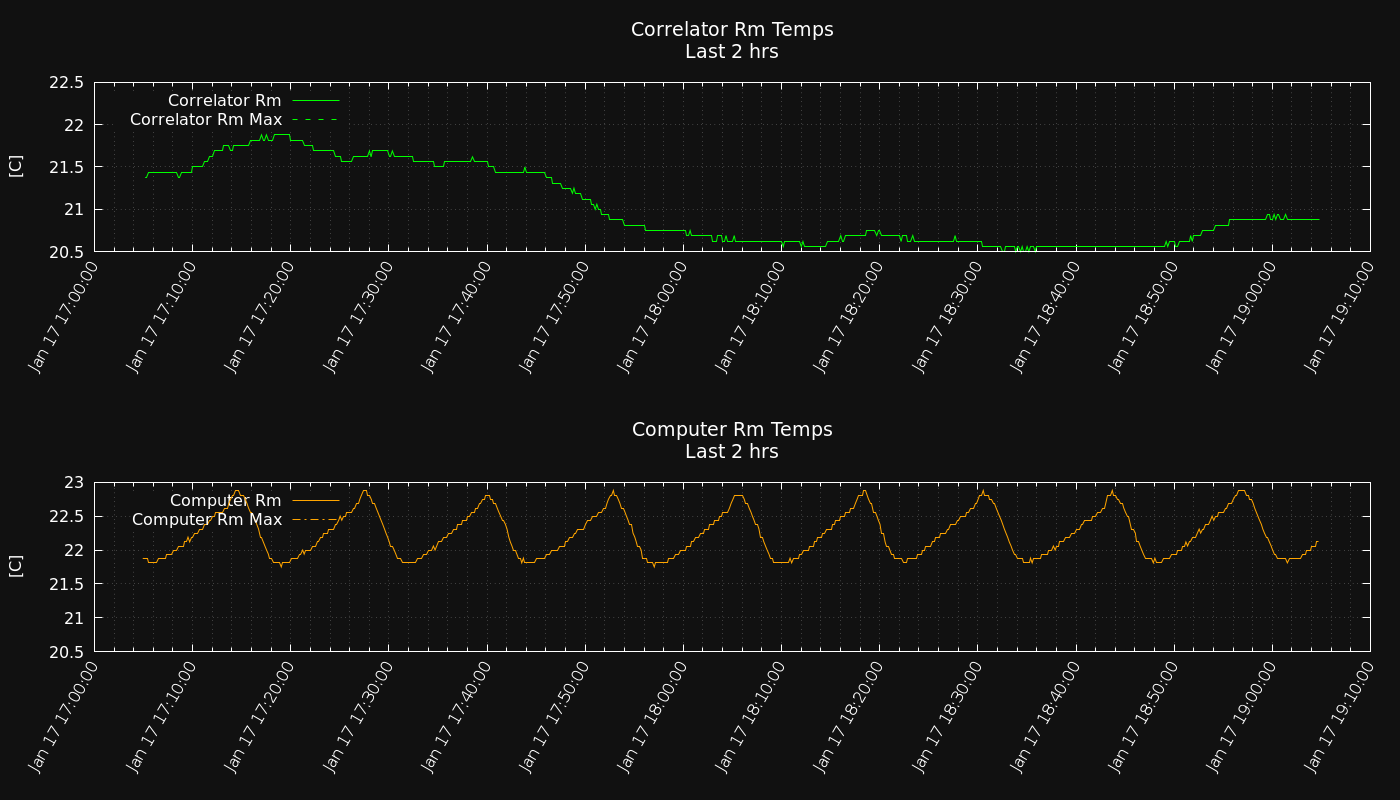 Correlator Rm Temps
Last 2 hrs
22.5
22
21.5
21
20.5
[C]
Correlator Rm
Correlator Rm Max
Jan 17 17:00:00
Jan 17 17:10:00
Jan 17 17:20:00
Jan 17 17:30:00
Jan 17 17:40:00
Jan 17 17:50:00
Jan 17 18:00:00
Jan 17 18:10:00
Jan 17 18:20:00
Jan 17 18:30:00
Jan 17 18:40:00
Jan 17 18:50:00
Jan 17 19:00:00
Jan 17 19:10:00
Computer Rm Temps
Last 2 hrs
23
22.5
22
21.5
21
20.5
[C]
Computer Rm
Computer Rm Max
Jan 17 17:00:00
Jan 17 17:10:00
Jan 17 17:20:00
Jan 17 17:30:00
Jan 17 17:40:00
Jan 17 17:50:00
Jan 17 18:00:00
Jan 17 18:10:00
Jan 17 18:20:00
Jan 17 18:30:00
Jan 17 18:40:00
Jan 17 18:50:00
Jan 17 19:00:00
Jan 17 19:10:00